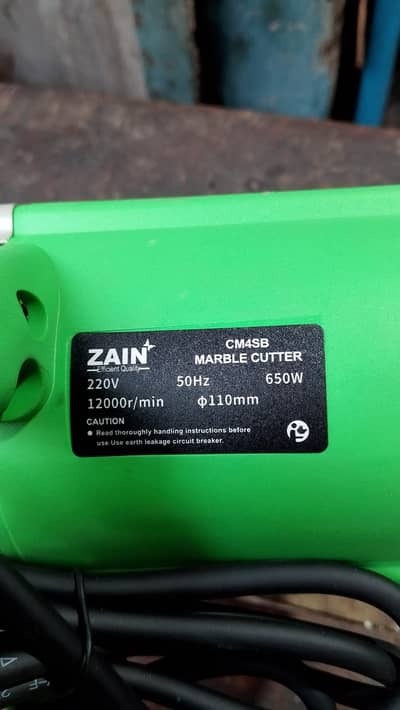 ZAIN
Efficient Quality
CM4SB
MARBLE CUTTER
220V 50Hz 650W
12000r/min φ110mm
CAUTION
● Read thoroughly handling instructions before
use.Use earth leakage circuit breaker.